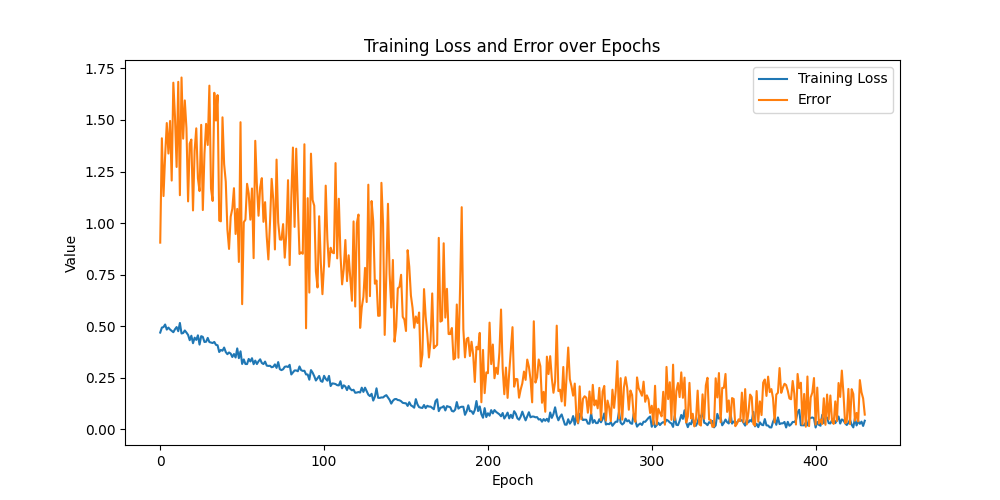 Training Loss and Error over Epochs
Training Loss
Error
Value
1.75
1.50
1.25
1.00
0.75
0.50
0.25
0.00
0 100 200 300 400
Epoch